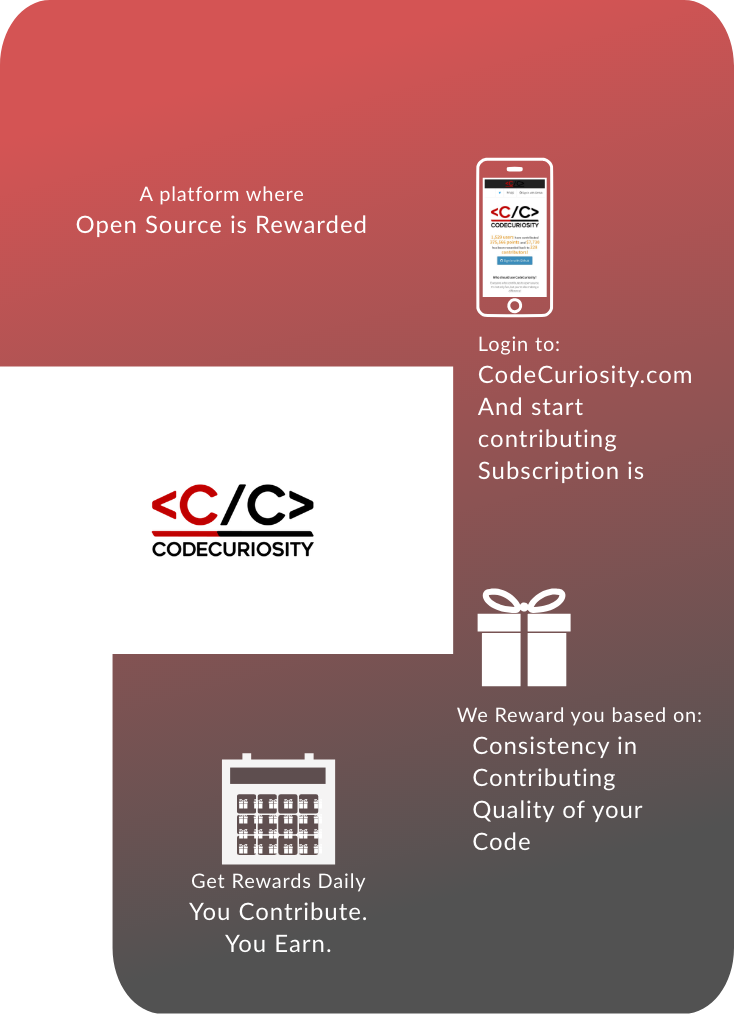 A platform where
Open Source is Rewarded
<C/C>
CODECURIOSITY
Login to:
CodeCuriosity.com
And start
contributing
Subscription is
<C/C>
CODECURIOSITY
We Reward you based on:
Consistency in
Contributing
Quality of your
Code
Get Rewards Daily
You Contribute.
You Earn.